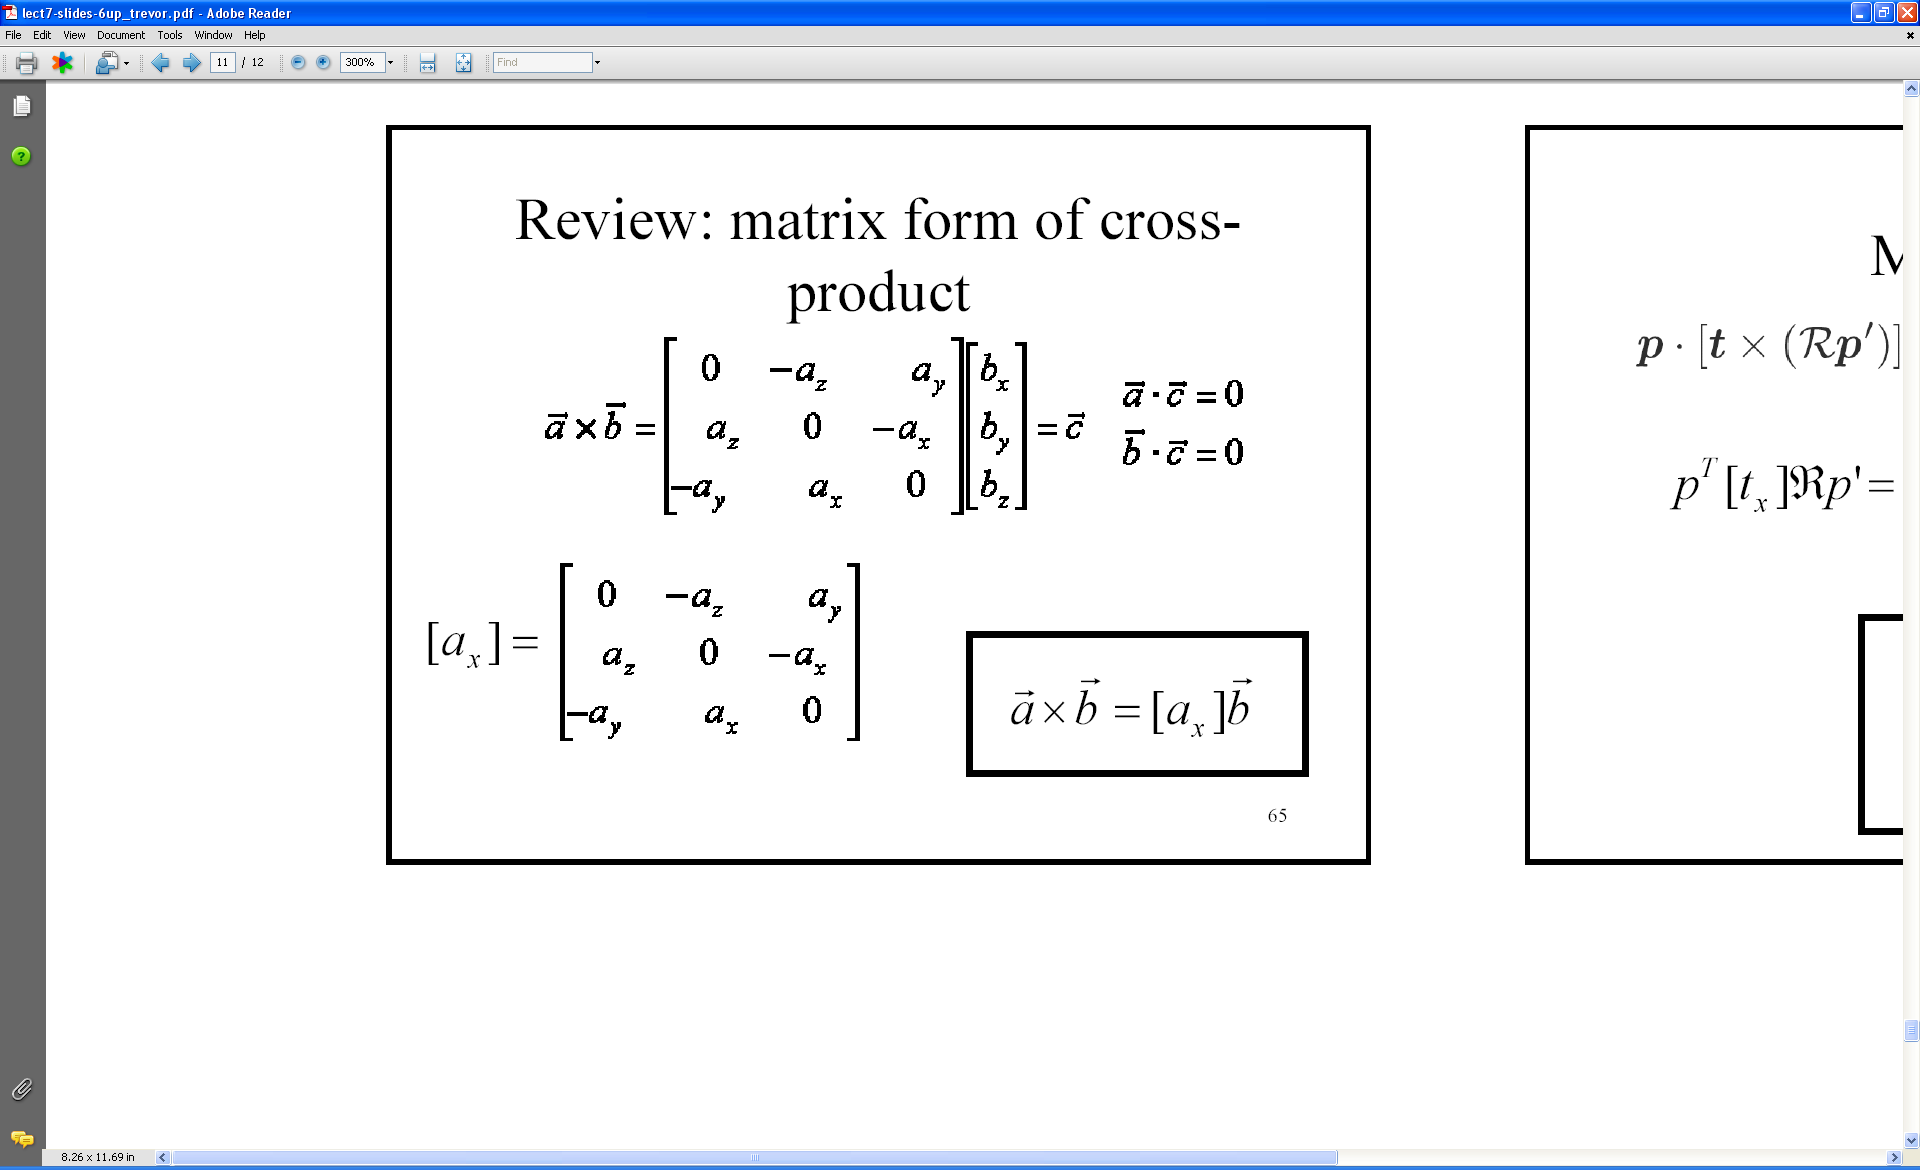 lect7-slides-6up_trevor.pdf - Adobe Reader
File Edit View Document Tools Window Help
11 / 12 300% Find
Review: matrix form of cross-
product
a⃗ × b⃗ = [ 0 −a_z a_y ; a_z 0 −a_x ; −a_y a_x 0 ] [ b_x ; b_y ; b_z ] = c⃗
a⃗ · c⃗ = 0
b⃗ · c⃗ = 0
[a_x] = [ 0 −a_z a_y ; a_z 0 −a_x ; −a_y a_x 0 ]
a⃗ × b⃗ = [a_x]b⃗
65
M
p · [t × (ℛp′)]
p^T [t_x]ℜp' =
8.26 x 11.69 in